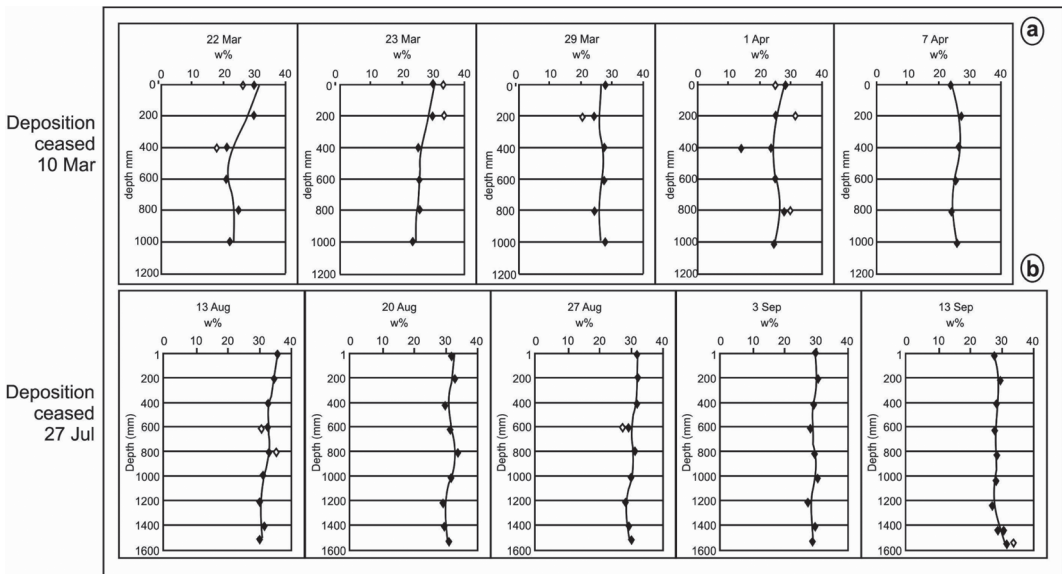 a
Deposition
ceased
10 Mar
22 Mar
w%
0 10 20 30 40
0'
200
400
600
800
1000
1200
depth mm
23 Mar
w%
0 10 20 30 40
0'
200
400
600
800
1000
1200
depth mm
29 Mar
w%
0 10 20 30 40
0'
200
400
600
800
1000
1200
depth mm
1 Apr
w%
0 10 20 30 40
0
200
400
600
800
1000
1200
depth mm
7 Apr
w%
0 10 20 30 40
0
200
400
600
800
1000
1200
depth mm
b
Deposition
ceased
27 Jul
13 Aug
w%
0 10 20 30 40
1
200
400
600
800
1000
1200
1400
1600
Depth (mm)
20 Aug
w%
0 10 20 30 40
1
200
400
600
800
1000
1200
1400
1600
Depth (mm)
27 Aug
w%
0 10 20 30 40
1
200
400
600
800
1000
1200
1400
1600
Depth (mm)
3 Sep
w%
0 10 20 30 40
1
200
400
600
800
1000
1200
1400
1600
Depth (mm)
13 Sep
w%
0 10 20 30 40
1
200
400
600
800
1000
1200
1400
1600
Depth (mm)